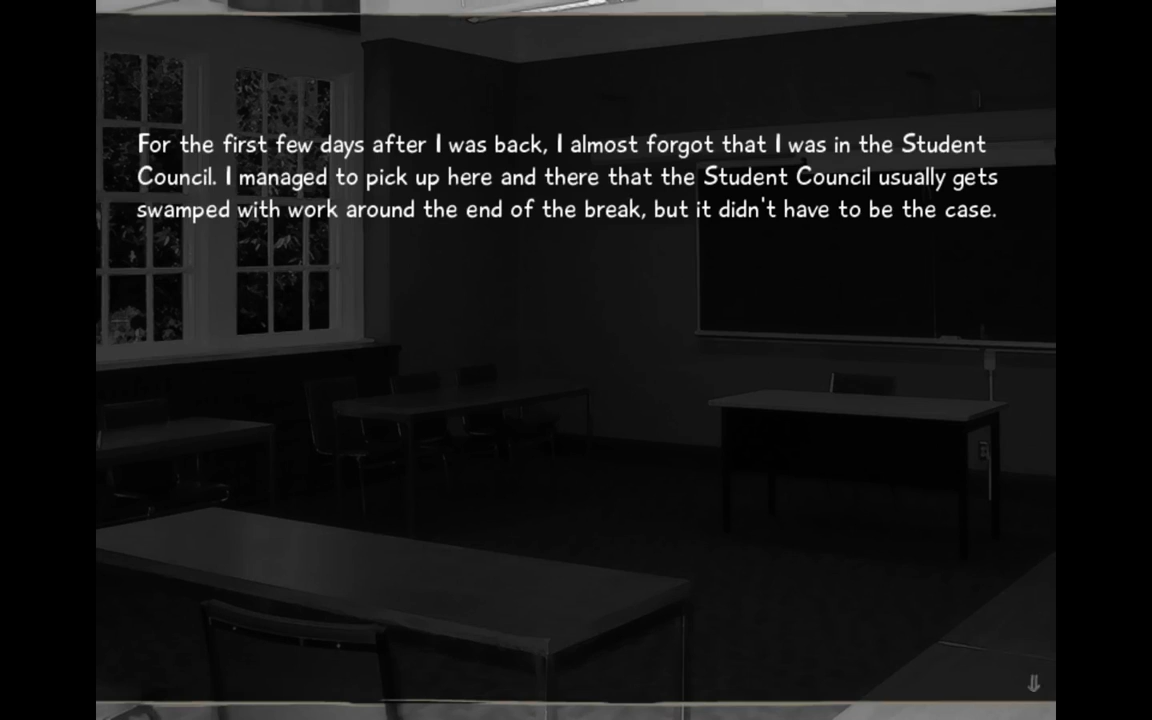 For the first few days after I was back, I almost forgot that I was in the Student
Council. I managed to pick up here and there that the Student Council usually gets
swamped with work around the end of the break, but it didn't have to be the case.